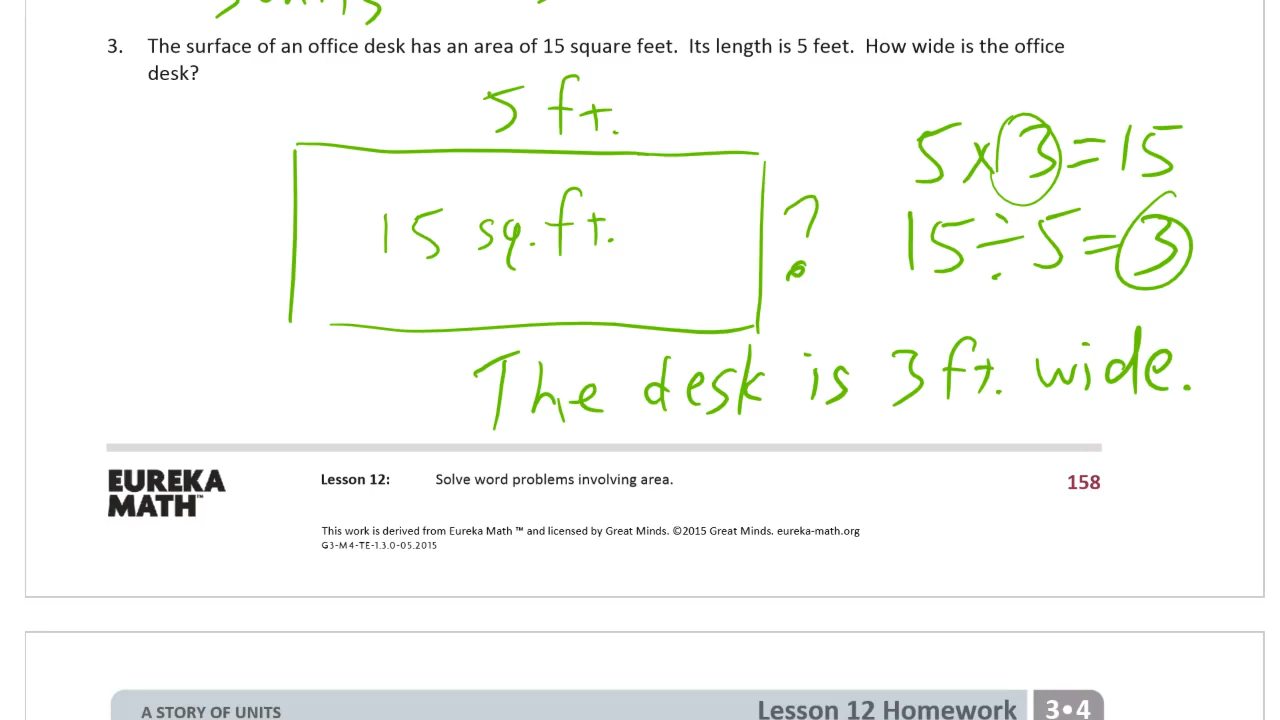 3. The surface of an office desk has an area of 15 square feet. Its length is 5 feet. How wide is the office
desk?
5 ft.
15 sq. ft.
?
5 x 3 = 15
15 ÷ 5 = 3
The desk is 3 ft. wide.
EUREKA
MATH™
Lesson 12: Solve word problems involving area.
158
This work is derived from Eureka Math ™ and licensed by Great Minds. ©2015 Great Minds. eureka-math.org
G3-M4-TE-1.3.0-05.2015
A STORY OF UNITS
Lesson 12 Homework 3•4